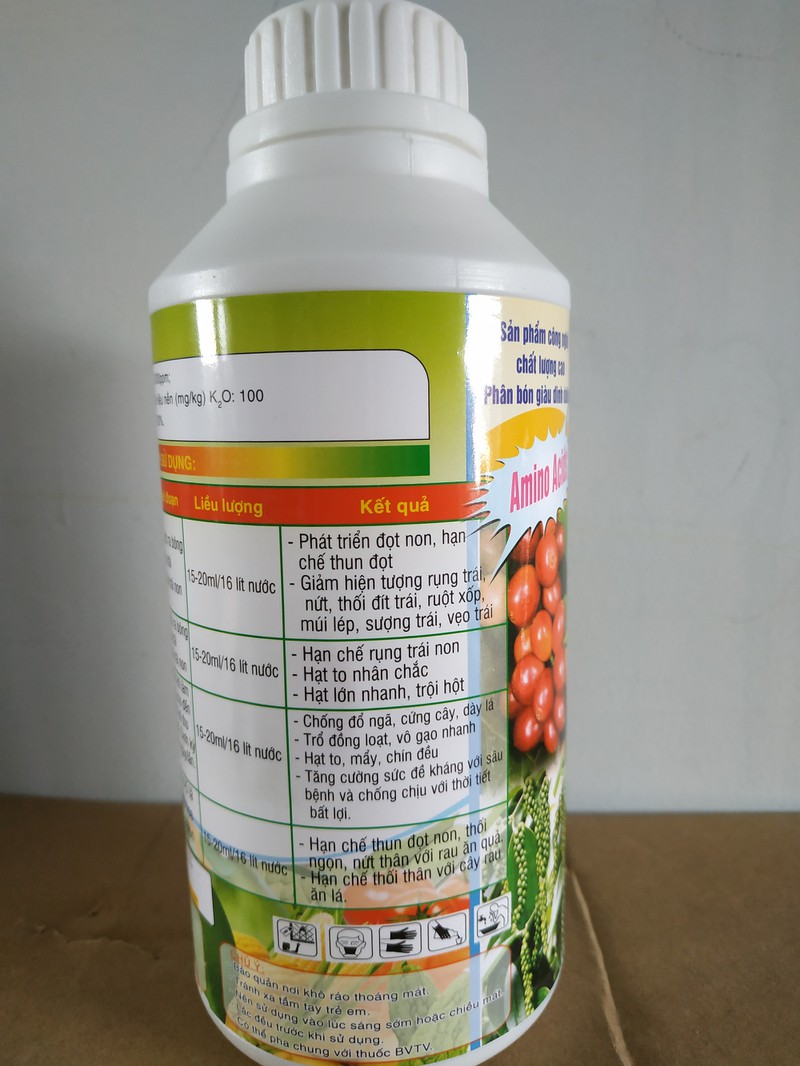 Sản phẩm công
chất lượng cao
Phân bón giàu dinh
Amino
(mg/kg) K₂O: 100
DỤNG:
Liều lượng
Kết quả
15-20ml/16 lít nước
- Phát triển đọt non, hạn
chế thun đọt
- Giảm hiện tượng rụng trái,
nứt, thối đít trái, ruột xốp,
múi lép, sượng trái, vẹo trái
15-20ml/16 lít nước
- Hạn chế rụng trái non
- Hạt to nhân chắc
- Hạt lớn nhanh, trội hột
15-20ml/16 lít nước
- Chống đổ ngã, cứng cây, dày lá
- Trổ đồng loạt, vô gạo nhanh
- Hạt to, mẩy, chín đều
- Tăng cường sức đề kháng với sâu
bệnh và chống chịu với thời tiết
bất lợi.
15-20ml/16 lít nước
- Hạn chế thun đọt non, thối
ngọn, nứt thân với rau ăn quả.
- Hạn chế thối thân với cây rau
ăn lá.
CHÚ Ý:
Bảo quản nơi khô ráo thoáng mát.
Tránh xa tầm tay trẻ em.
Nên sử dụng vào lúc sáng sớm hoặc chiều mát.
Lắc đều trước khi sử dụng.
Có thể pha chung với thuốc BVTV.